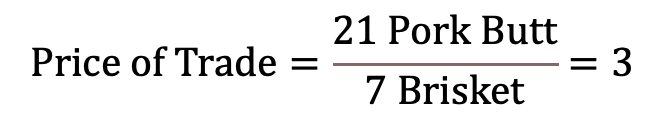 Price of Trade = 21 Pork Butt / 7 Brisket = 3